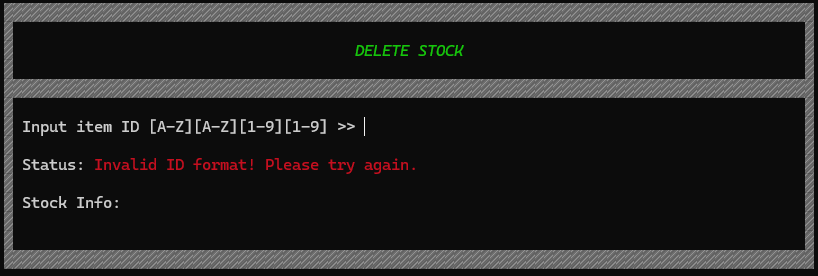 DELETE STOCK
Input item ID [A-Z][A-Z][1-9][1-9] >>
Status: Invalid ID format! Please try again.
Stock Info: